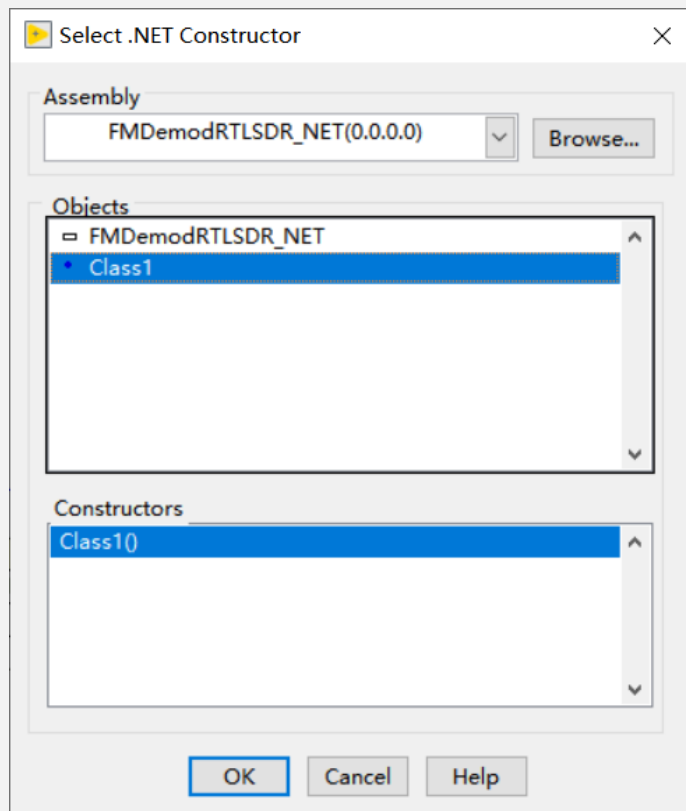 Select .NET Constructor
Assembly
FMDemodRTLSDR_NET(0.0.0.0)
Browse...
Objects
FMDemodRTLSDR_NET
Class1
Constructors
Class1()
OK
Cancel
Help